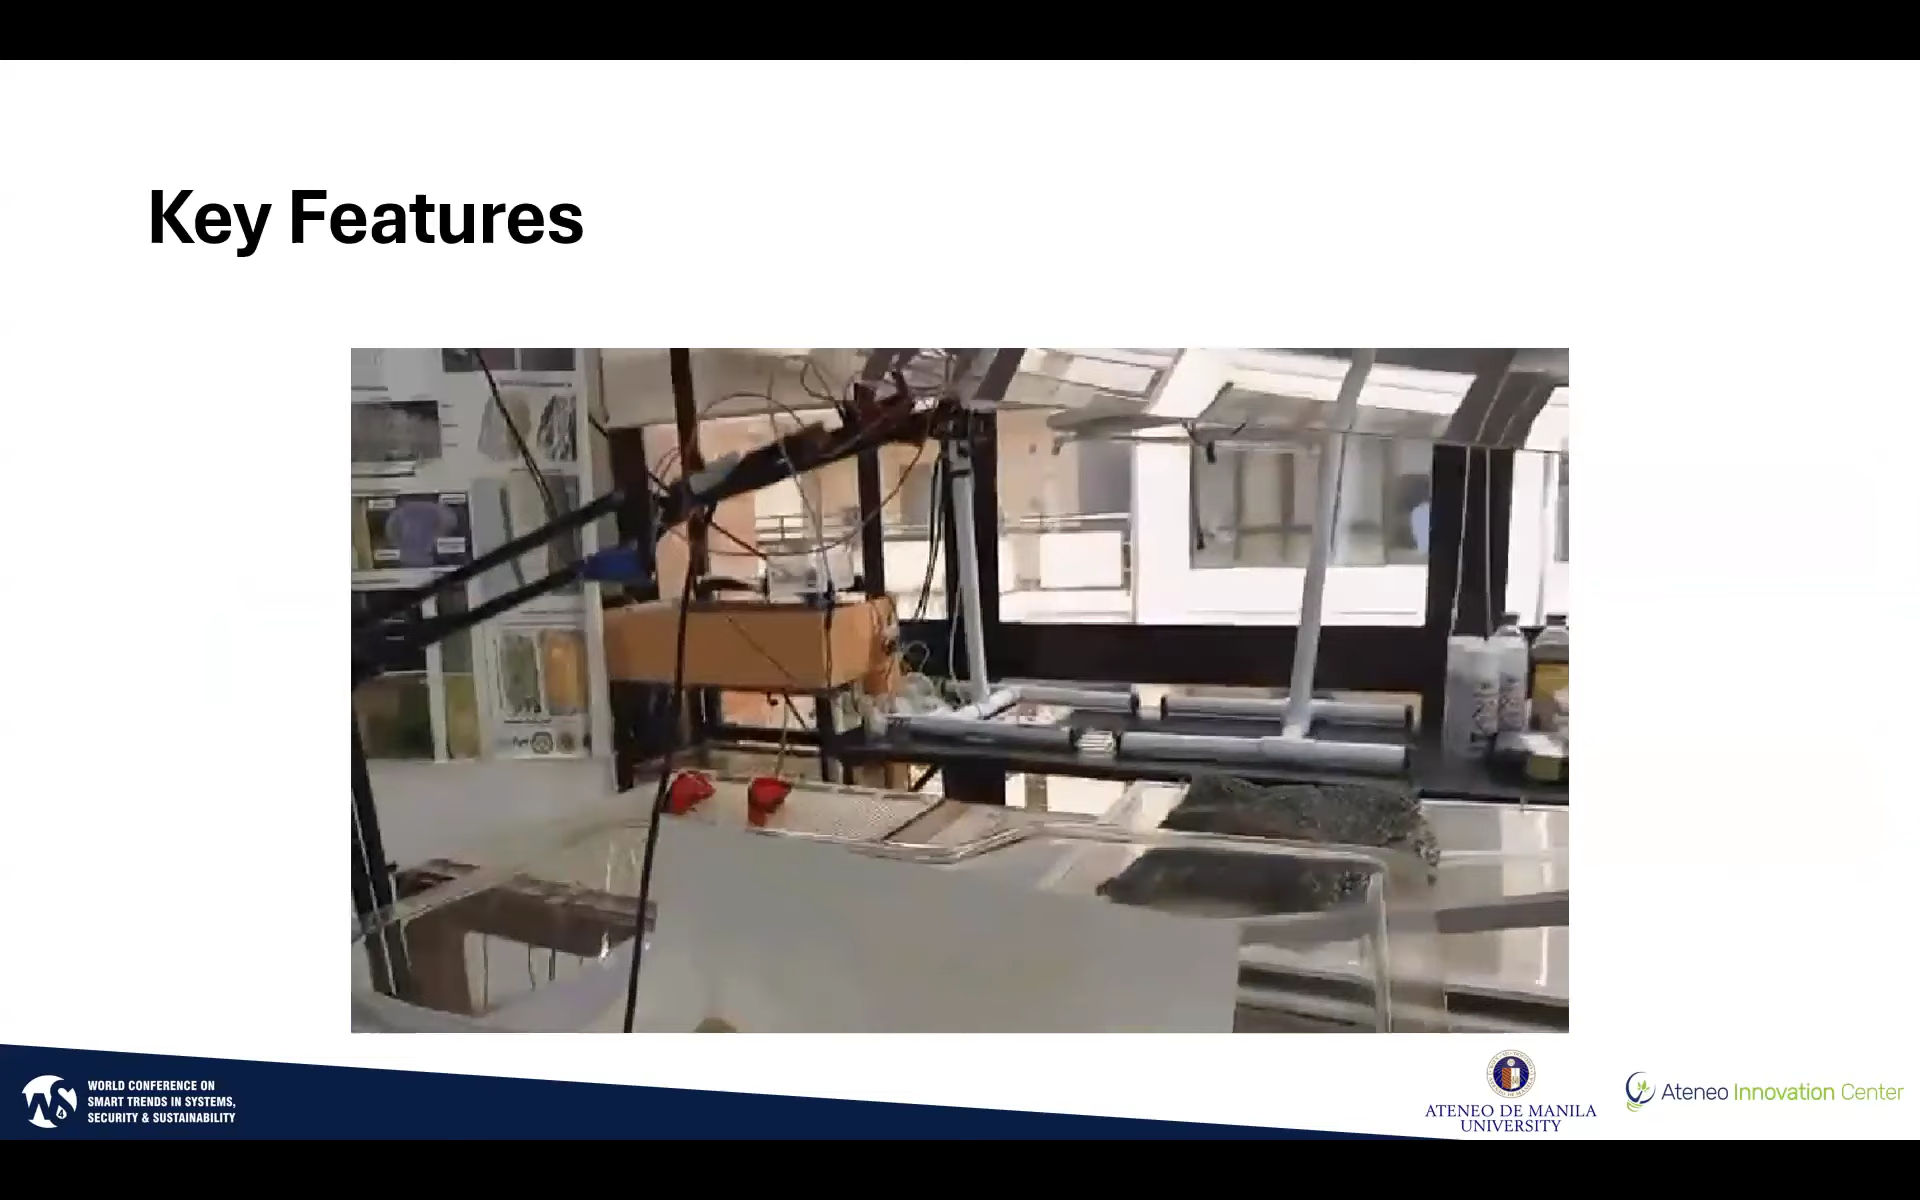 Key Features
WORLD CONFERENCE ON
SMART TRENDS IN SYSTEMS,
SECURITY & SUSTAINABILITY
ATENEO DE MANILA
UNIVERSITY
Ateneo Innovation Center